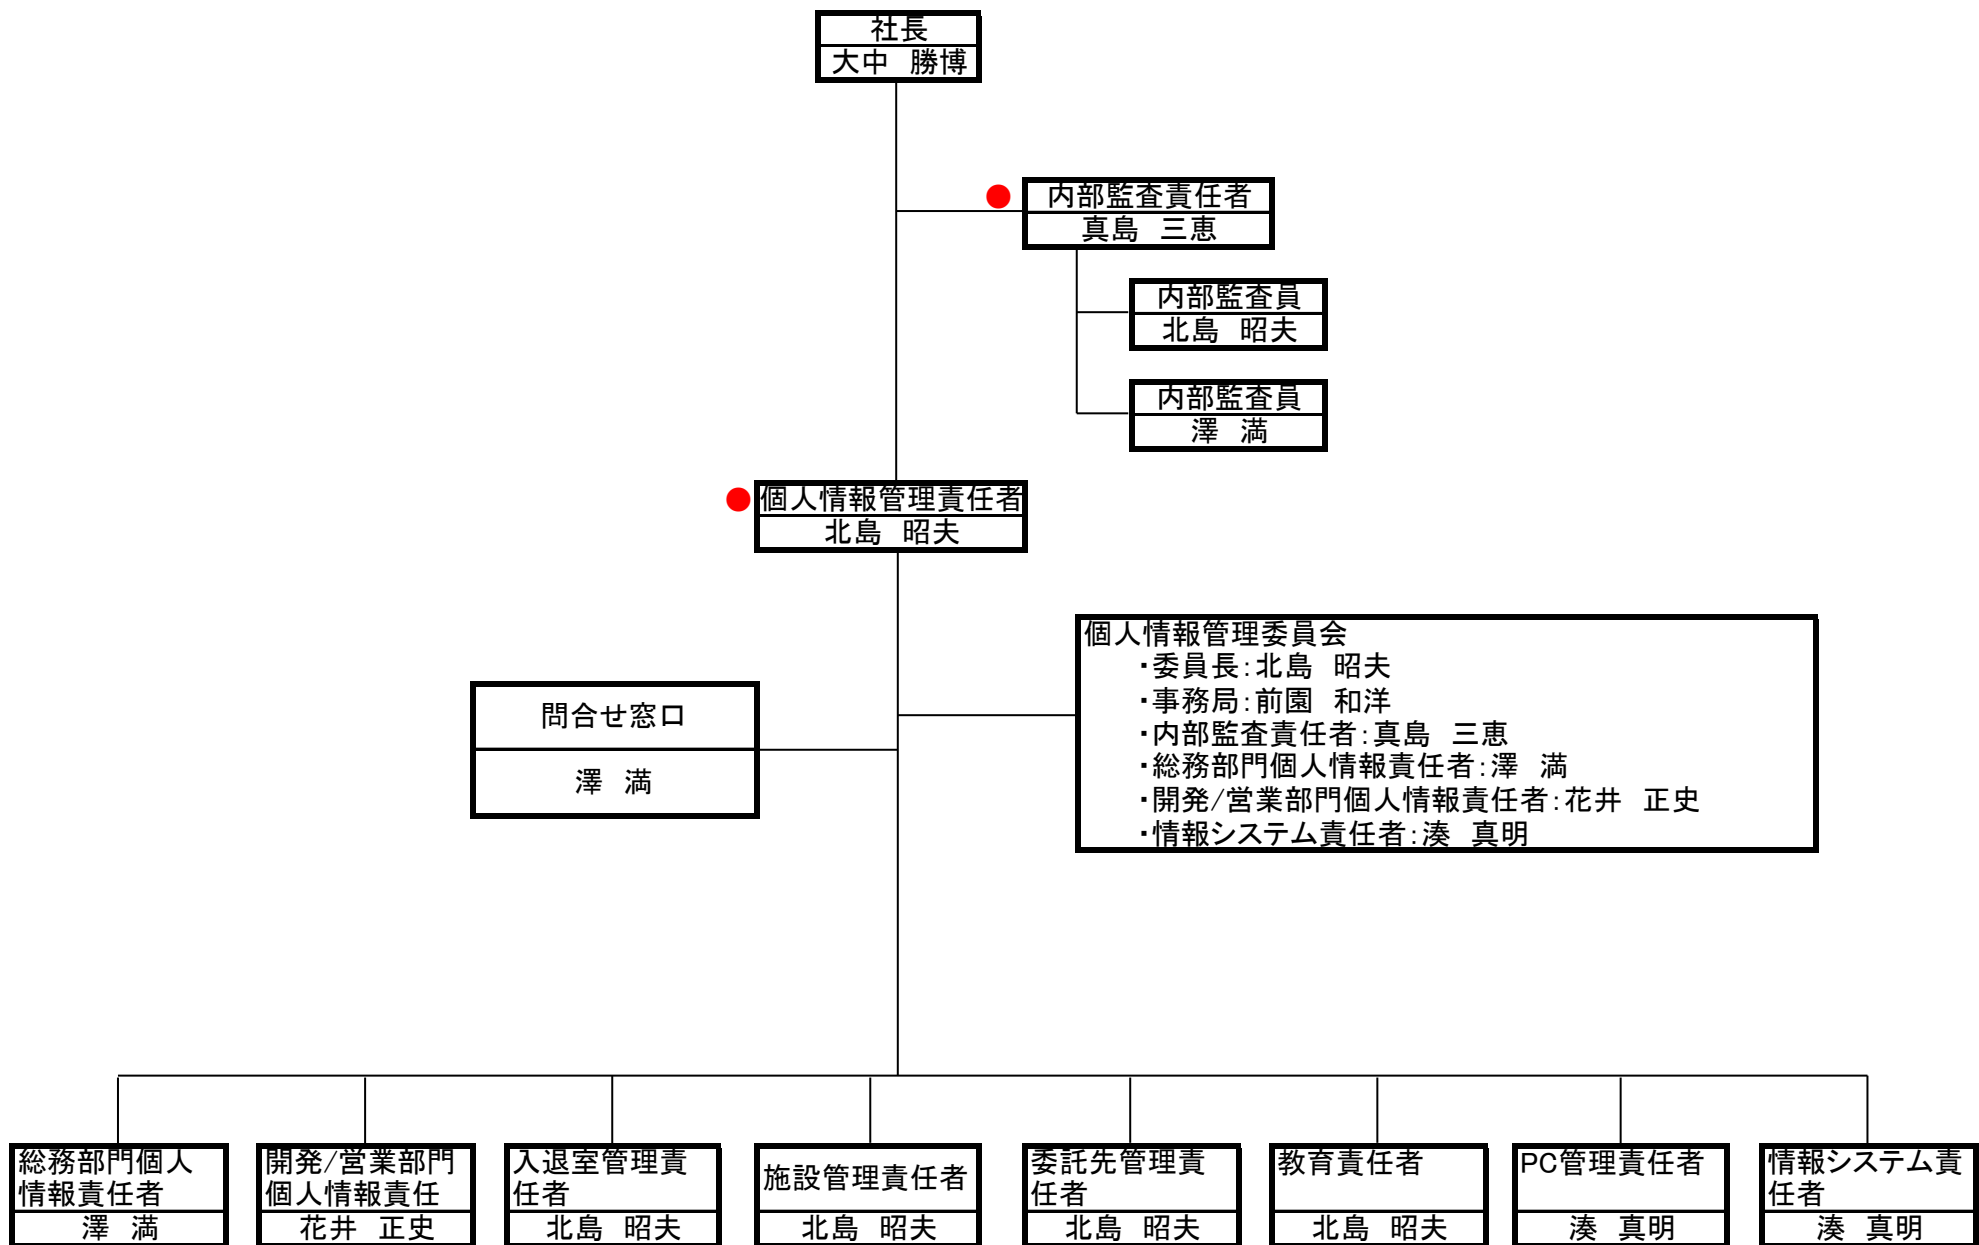 社長
大中　勝博
内部監査責任者
真島　三恵
内部監査員
北島　昭夫
内部監査員
澤　満
個人情報管理責任者
北島　昭夫
個人情報管理委員会
・委員長：北島　昭夫
・事務局：前園　和洋
・内部監査責任者：真島　三恵
・総務部門個人情報責任者：澤　満
・開発/営業部門個人情報責任者：花井　正史
・情報システム責任者：湊　真明
問合せ窓口
澤　満
総務部門個人
情報責任者
澤　満
開発/営業部門
個人情報責任
花井　正史
入退室管理責
任者
北島　昭夫
施設管理責任者
北島　昭夫
委託先管理責
任者
北島　昭夫
教育責任者
北島　昭夫
PC管理責任者
湊　真明
情報システム責
任者
湊　真明